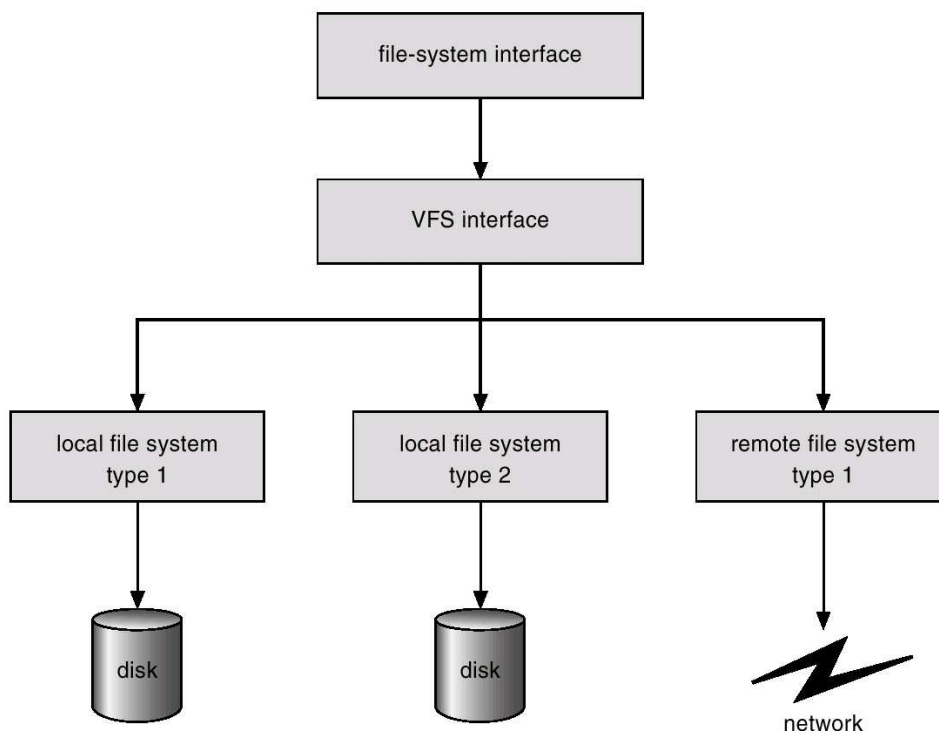 file-system interface
VFS interface
local file system
type 1
local file system
type 2
remote file system
type 1
disk
disk
network